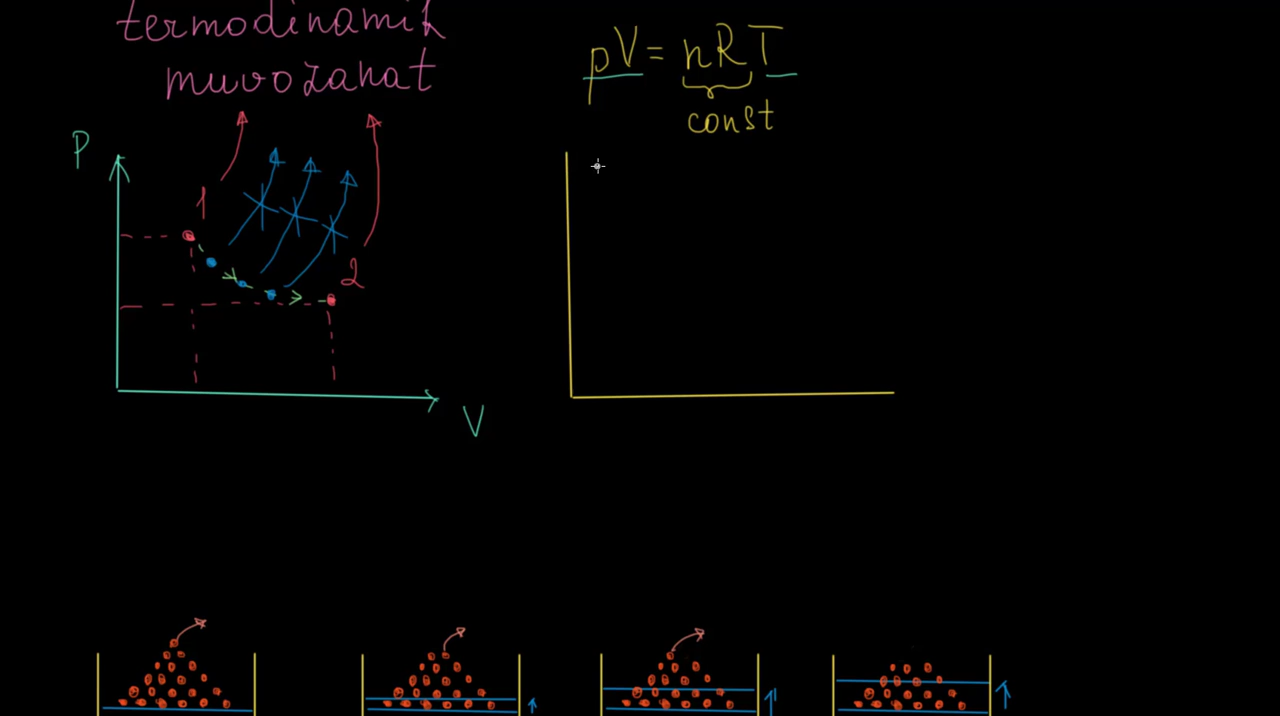 termodinamik
muvozanat
pV = nRT
const
P
1
2
V